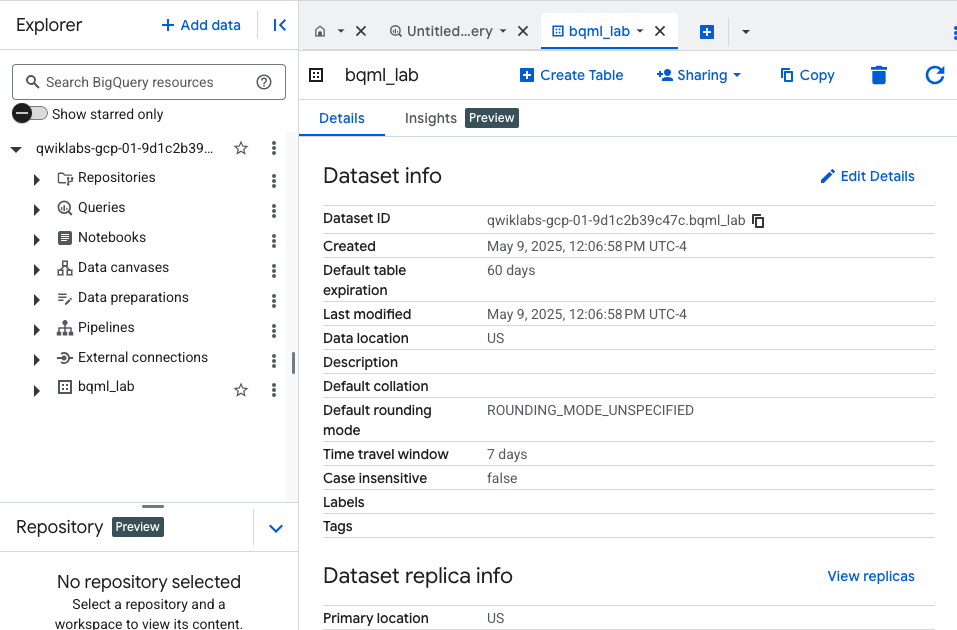 Explorer
+ Add data
Untitled...ery
bqml_lab
Search BigQuery resources
Show starred only
qwiklabs-gcp-01-9d1c2b39...
Repositories
Queries
Notebooks
Data canvases
Data preparations
Pipelines
External connections
bqml_lab
Repository Preview
No repository selected
Select a repository and a
workspace to view its content.
bqml_lab
Create Table
Sharing
Copy
Details
Insights Preview
Dataset info
Edit Details
Dataset ID qwiklabs-gcp-01-9d1c2b39c47c.bqml_lab
Created May 9, 2025, 12:06:58 PM UTC-4
Default table 60 days
expiration
Last modified May 9, 2025, 12:06:58 PM UTC-4
Data location US
Description
Default collation
Default rounding ROUNDING_MODE_UNSPECIFIED
mode
Time travel window 7 days
Case insensitive false
Labels
Tags
Dataset replica info
View replicas
Primary location US